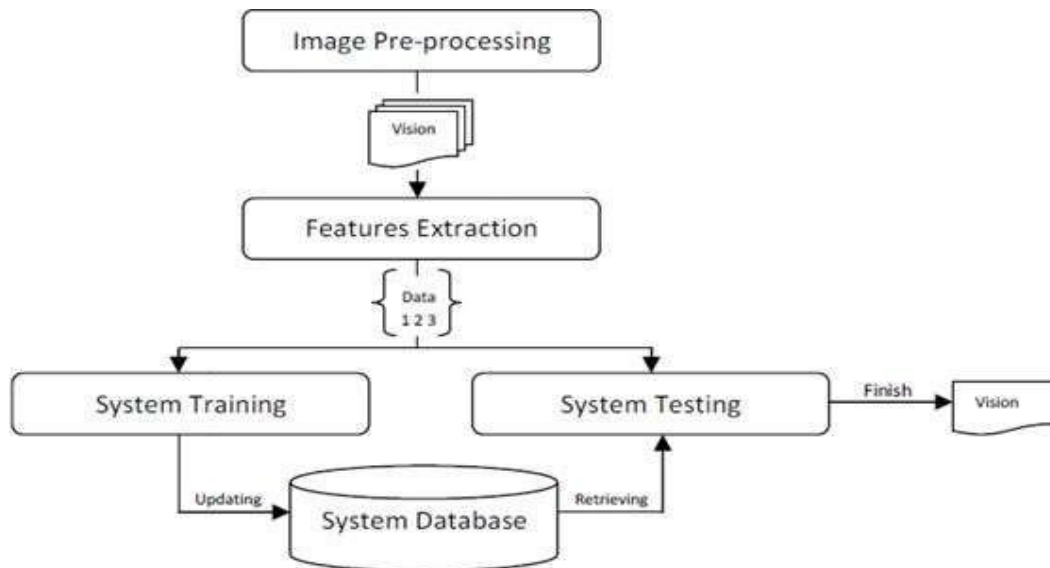 Image Pre-processing
Vision
Features Extraction
Data
1 2 3
System Training
System Testing
Finish
Vision
Updating
System Database
Retrieving